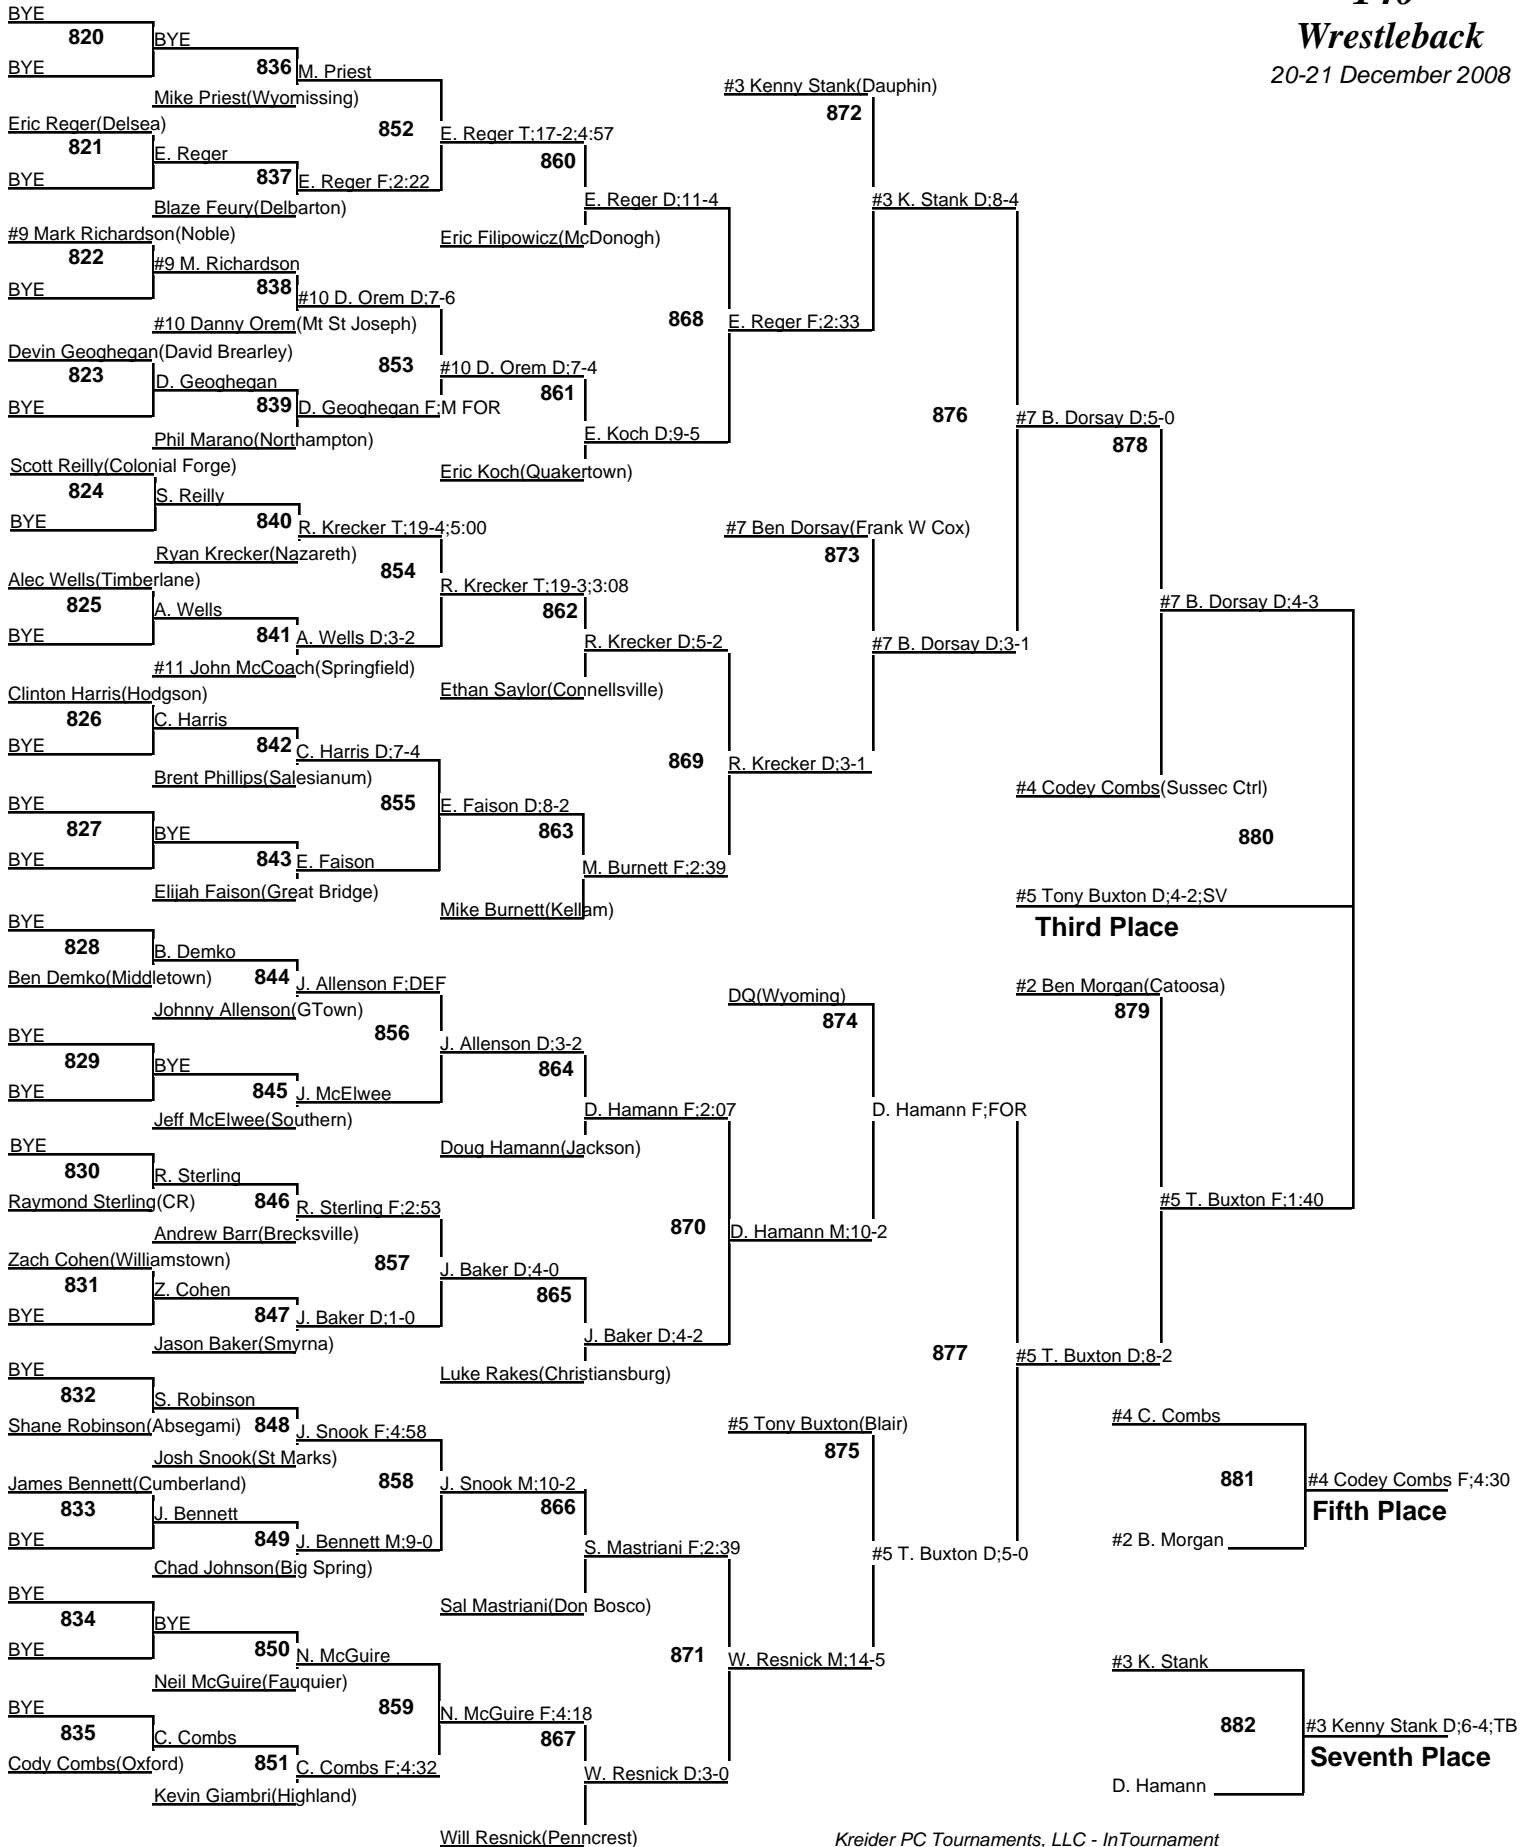 Wrestleback
20-21 December 2008
BYE
820
BYE
BYE
836
M. Priest
Mike Priest(Wyomissing)
Eric Reger(Delsea)
852
E. Reger T;17-2;4:57
821
E. Reger
860
BYE
837
E. Reger F;2:22
E. Reger D;11-4
Blaze Feury(Delbarton)
#9 Mark Richardson(Noble)
Eric Filipowicz(McDonogh)
822
#9 M. Richardson
BYE
838
#10 D. Orem D;7-6
868
E. Reger F;2:33
#10 Danny Orem(Mt St Joseph)
Devin Geoghegan(David Brearley)
853
#10 D. Orem D;7-4
823
D. Geoghegan
861
BYE
839
D. Geoghegan F;M FOR
E. Koch D;9-5
Phil Marano(Northampton)
Scott Reilly(Colonial Forge)
Eric Koch(Quakertown)
#3 Kenny Stank(Dauphin)
872
#3 K. Stank D;8-4
876
#7 B. Dorsay D;5-0
878
824
S. Reilly
BYE
840
R. Krecker T;19-4;5:00
#7 Ben Dorsay(Frank W Cox)
Ryan Krecker(Nazareth)
873
Alec Wells(Timberlane)
854
R. Krecker T;19-3;3:08
#7 B. Dorsay D;4-3
825
A. Wells
862
BYE
841
A. Wells D;3-2
R. Krecker D;5-2
#7 B. Dorsay D;3-1
#11 John McCoach(Springfield)
Clinton Harris(Hodgson)
Ethan Saylor(Connellsville)
826
C. Harris
BYE
842
C. Harris D;7-4
869
R. Krecker D;3-1
Brent Phillips(Salesianum)
#4 Codey Combs(Sussec Ctrl)
BYE
855
E. Faison D;8-2
827
BYE
863
880
BYE
843
E. Faison
M. Burnett F;2:39
Elijah Faison(Great Bridge)
#5 Tony Buxton D;4-2;SV
Mike Burnett(Kellam)
Third Place
BYE
828
B. Demko
Ben Demko(Middletown)
844
J. Allenson F;DEF
#2 Ben Morgan(Catoosa)
Johnny Allenson(GTown)
DQ(Wyoming)
874
879
BYE
856
J. Allenson D;3-2
829
BYE
864
BYE
845
J. McElwee
D. Hamann F;2:07
D. Hamann F;FOR
Jeff McElwee(Southern)
BYE
Doug Hamann(Jackson)
830
R. Sterling
Raymond Sterling(CR)
846
R. Sterling F;2:53
#5 T. Buxton F;1:40
Andrew Barr(Brecksville)
870
D. Hamann M;10-2
Zach Cohen(Williamstown)
857
J. Baker D;4-0
831
Z. Cohen
865
BYE
847
J. Baker D;1-0
J. Baker D;4-2
Jason Baker(Smyrna)
877
#5 T. Buxton D;8-2
BYE
Luke Rakes(Christiansburg)
832
S. Robinson
Shane Robinson(Absegami)
848
J. Snook F;4:58
#5 Tony Buxton(Blair)
#4 C. Combs
Josh Snook(St Marks)
875
James Bennett(Cumberland)
858
J. Snook M;10-2
881
#4 Codey Combs F;4:30
833
J. Bennett
866
Fifth Place
BYE
849
J. Bennett M;9-0
S. Mastriani F;2:39
#5 T. Buxton D;5-0
#2 B. Morgan
Chad Johnson(Big Spring)
BYE
Sal Mastriani(Don Bosco)
834
BYE
BYE
850
N. McGuire
871
W. Resnick M;14-5
#3 K. Stank
Neil McGuire(Fauquier)
BYE
859
N. McGuire F;4:18
882
#3 Kenny Stank D;6-4;TB
835
C. Combs
867
Seventh Place
Cody Combs(Oxford)
851
C. Combs F;4:32
W. Resnick D;3-0
D. Hamann
Kevin Giambri(Highland)
Will Resnick(Penncrest)
Kreider PC Tournaments, LLC - InTournament